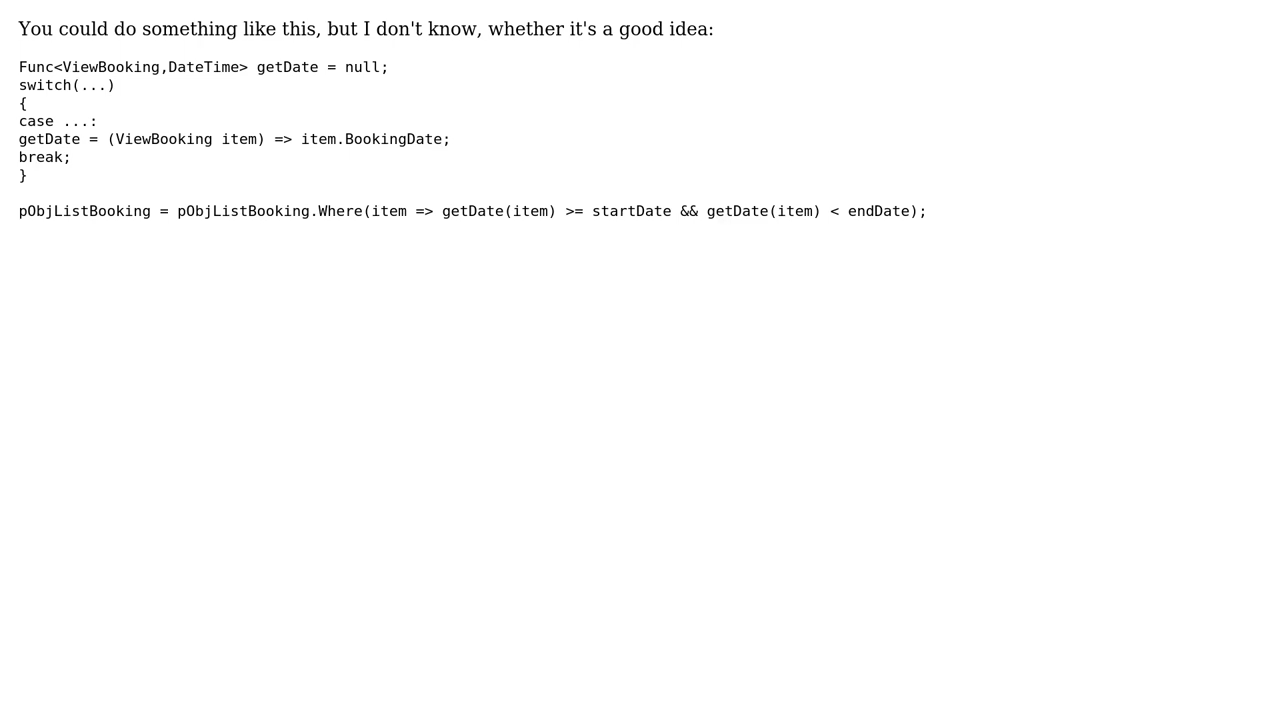 You could do something like this, but I don't know, whether it's a good idea:
Func<ViewBooking,DateTime> getDate = null;
switch(...)
{
case ...:
getDate = (ViewBooking item) => item.BookingDate;
break;
}
pObjListBooking = pObjListBooking.Where(item => getDate(item) >= startDate && getDate(item) < endDate);